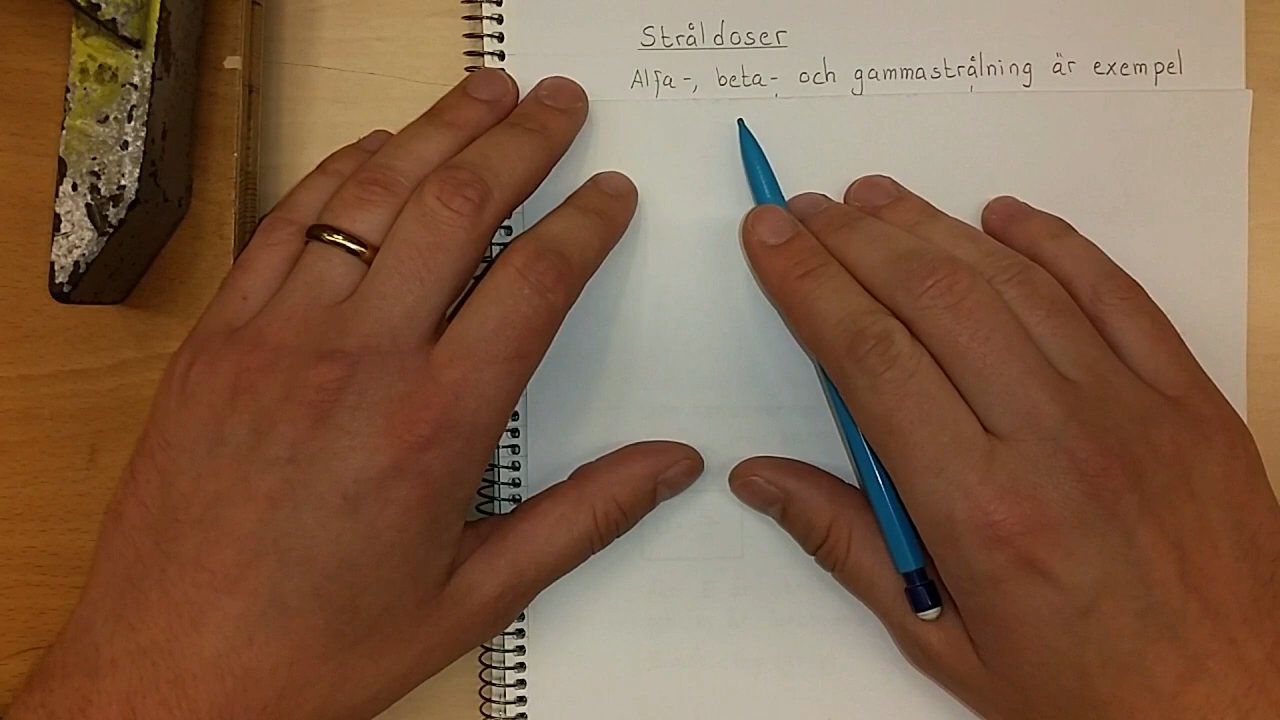 Stråldoser
Alfa-, beta- och gammastrålning är exempel